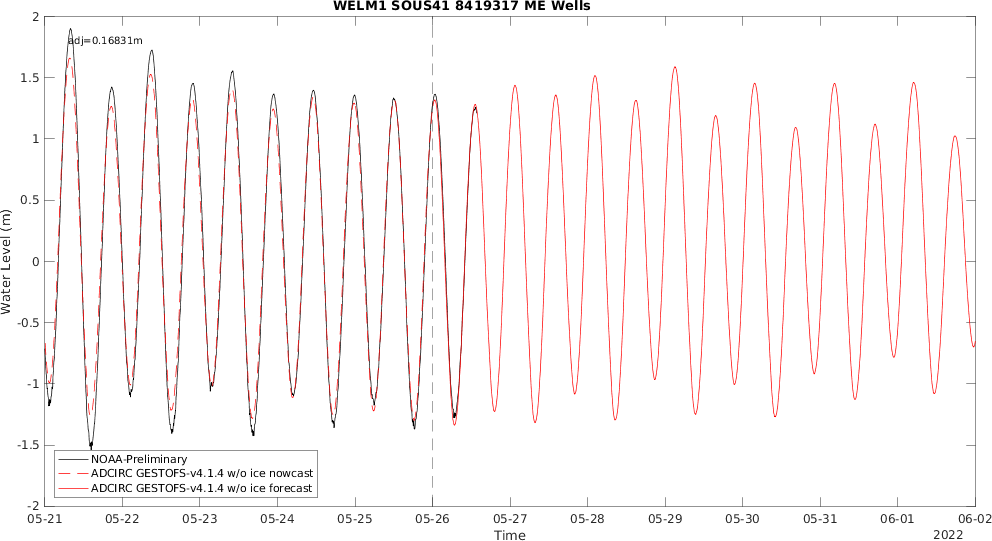 WELM1 SOUS41 8419317 ME Wells
adj=0.16831m
2
1.5
1
0.5
0
-0.5
-1
-1.5
-2
Water Level (m)
NOAA-Preliminary
ADCIRC GESTOFS-v4.1.4 w/o ice nowcast
ADCIRC GESTOFS-v4.1.4 w/o ice forecast
05-21 05-22 05-23 05-24 05-25 05-26 05-27 05-28 05-29 05-30 05-31 06-01 06-02
Time
2022